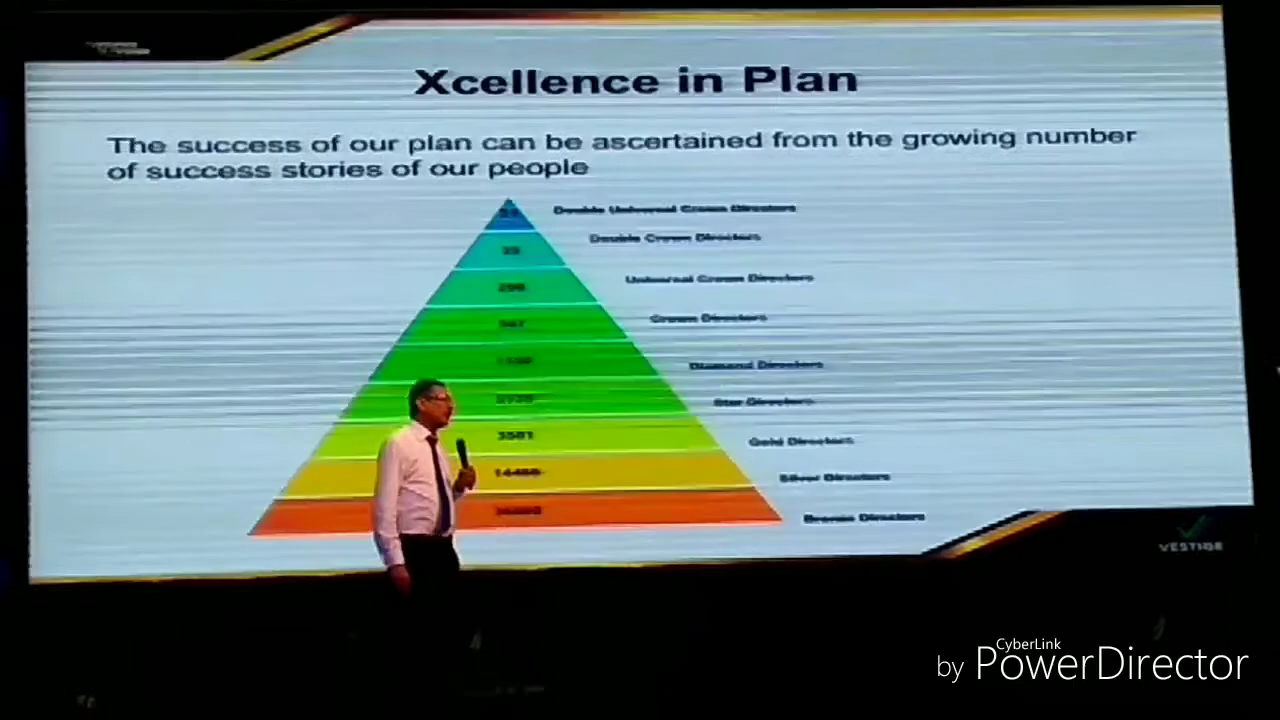 Xcellence in Plan
The success of our plan can be ascertained from the growing number
of success stories of our people
Double Universal Crown Directors
Double Crown Directors
Universal Crown Directors
Crown Directors
Diamond Directors
Star Directors
3581
Gold Directors
Silver Directors
Bronze Directors
VESTIGE
CyberLink
by PowerDirector